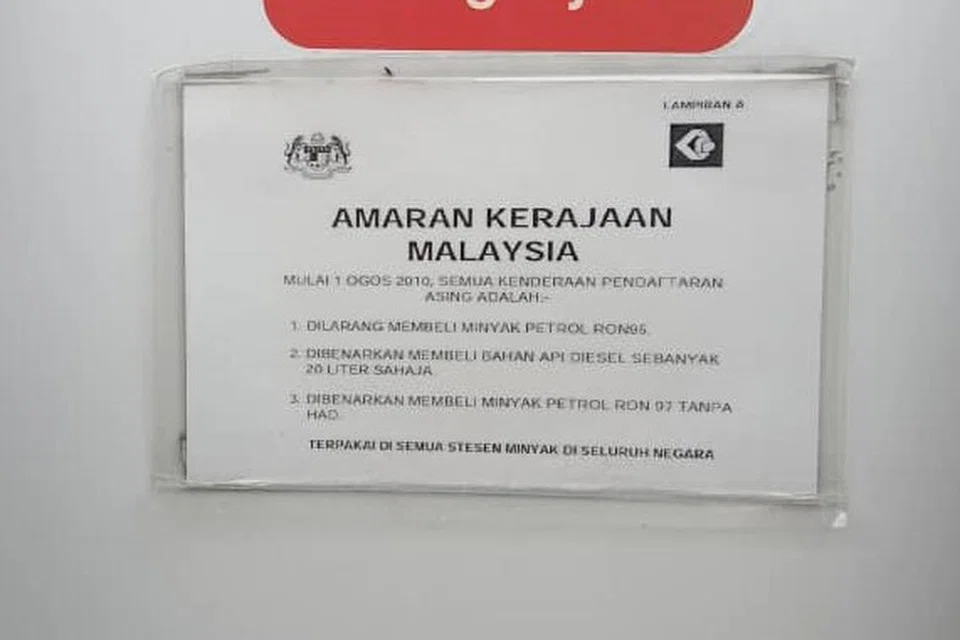 LAMPIRAN A
AMARAN KERAJAAN
MALAYSIA
MULAI 1 OGOS 2010, SEMUA KENDERAAN PENDAFTARAN
ASING ADALAH:-
1. DILARANG MEMBELI MINYAK PETROL RON95.
2. DIBENARKAN MEMBELI BAHAN API DIESEL SEBANYAK
20 LITER SAHAJA.
3. DIBENARKAN MEMBELI MINYAK PETROL RON 97 TANPA
HAD.
TERPAKAI DI SEMUA STESEN MINYAK DI SELURUH NEGARA